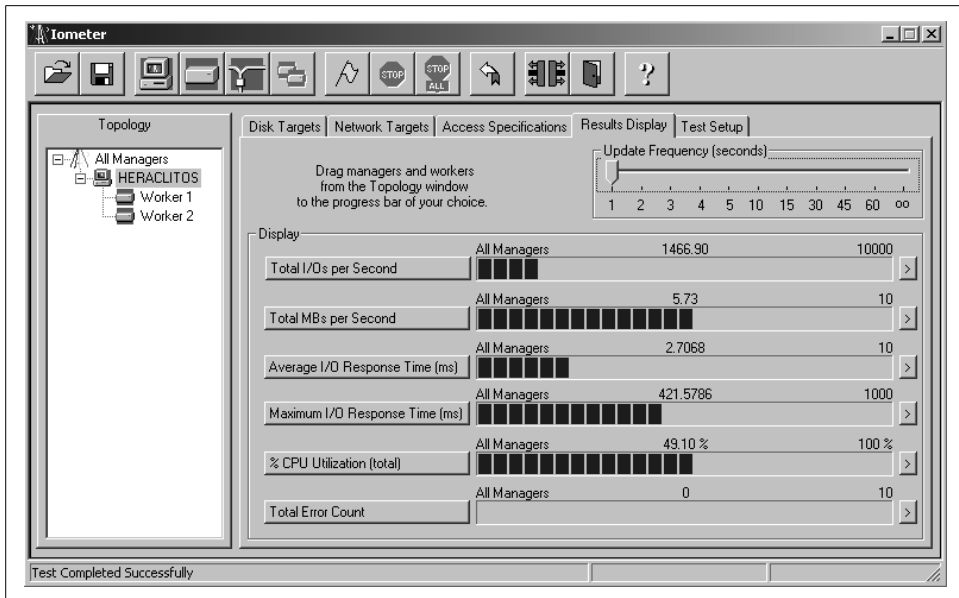 Iometer
STOP
STOP ALL
?
Topology
All Managers
HERACLITOS
Worker 1
Worker 2
Disk Targets
Network Targets
Access Specifications
Results Display
Test Setup
Drag managers and workers
from the Topology window
to the progress bar of your choice.
Update Frequency (seconds)
1 2 3 4 5 10 15 30 45 60 oo
Display
All Managers 1466.90 10000
Total I/Os per Second >
All Managers 5.73 10
Total MBs per Second >
All Managers 2.7068 10
Average I/O Response Time (ms) >
All Managers 421.5786 1000
Maximum I/O Response Time (ms) >
All Managers 49.10 % 100 %
% CPU Utilization (total) >
All Managers 0 10
Total Error Count >
Test Completed Successfully